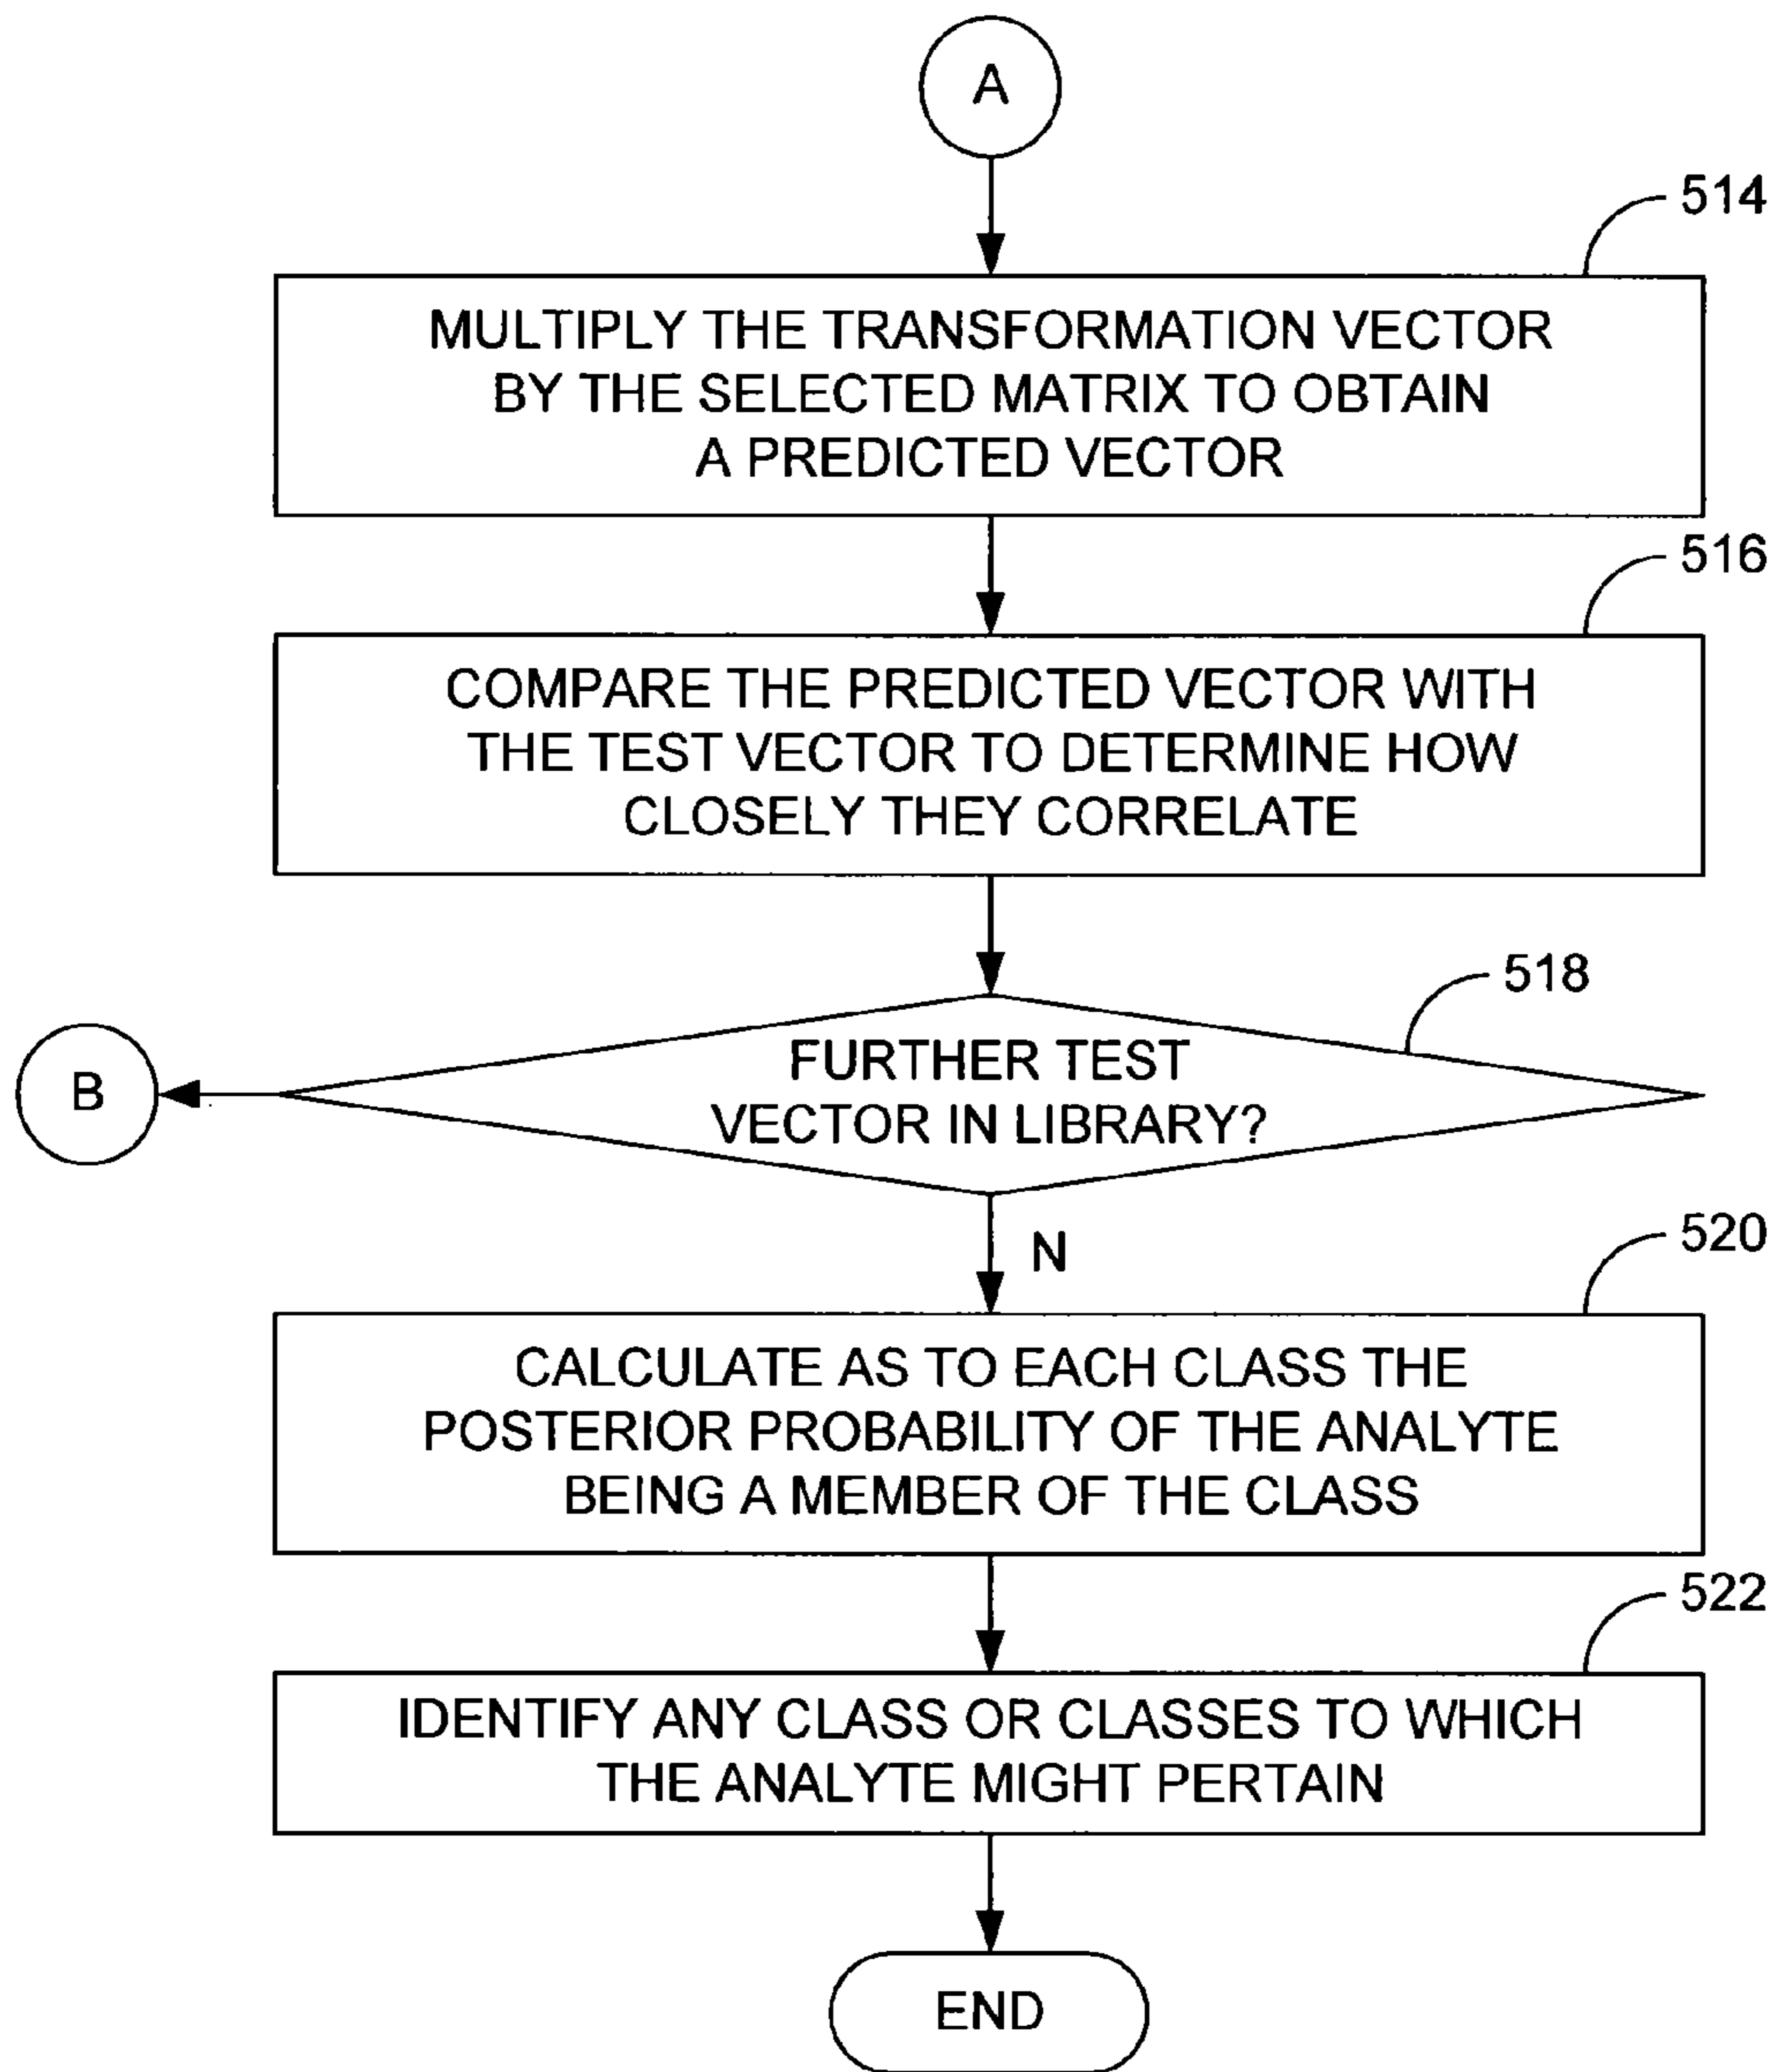 A
514
MULTIPLY THE TRANSFORMATION VECTOR
BY THE SELECTED MATRIX TO OBTAIN
A PREDICTED VECTOR
516
COMPARE THE PREDICTED VECTOR WITH
THE TEST VECTOR TO DETERMINE HOW
CLOSELY THEY CORRELATE
518
FURTHER TEST
VECTOR IN LIBRARY?
B
N
520
CALCULATE AS TO EACH CLASS THE
POSTERIOR PROBABILITY OF THE ANALYTE
BEING A MEMBER OF THE CLASS
522
IDENTIFY ANY CLASS OR CLASSES TO WHICH
THE ANALYTE MIGHT PERTAIN
END